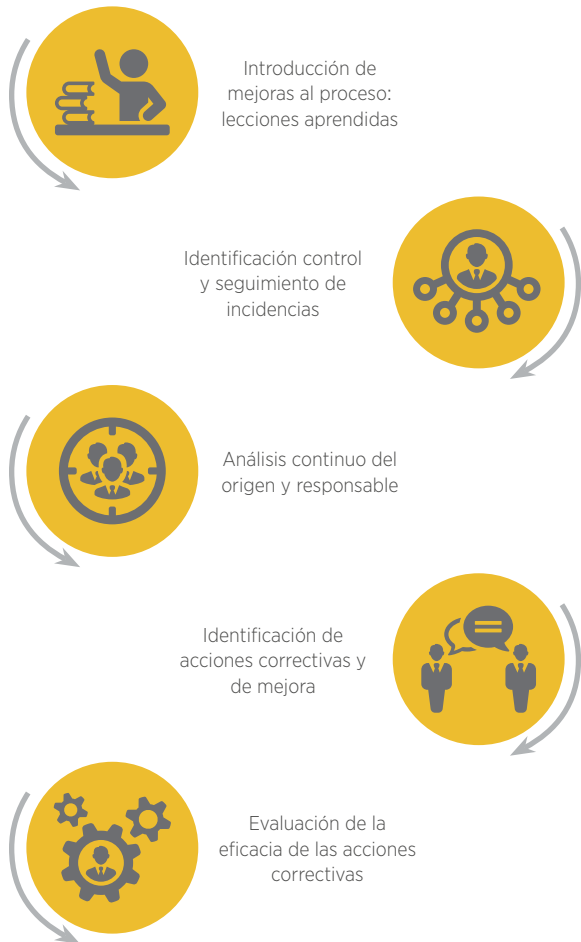 Introducción de
mejoras al proceso:
lecciones aprendidas
Identificación control
y seguimiento de
incidencias
Análisis continuo del
origen y responsable
Identificación de
acciones correctivas y
de mejora
Evaluación de la
eficacia de las acciones
correctivas